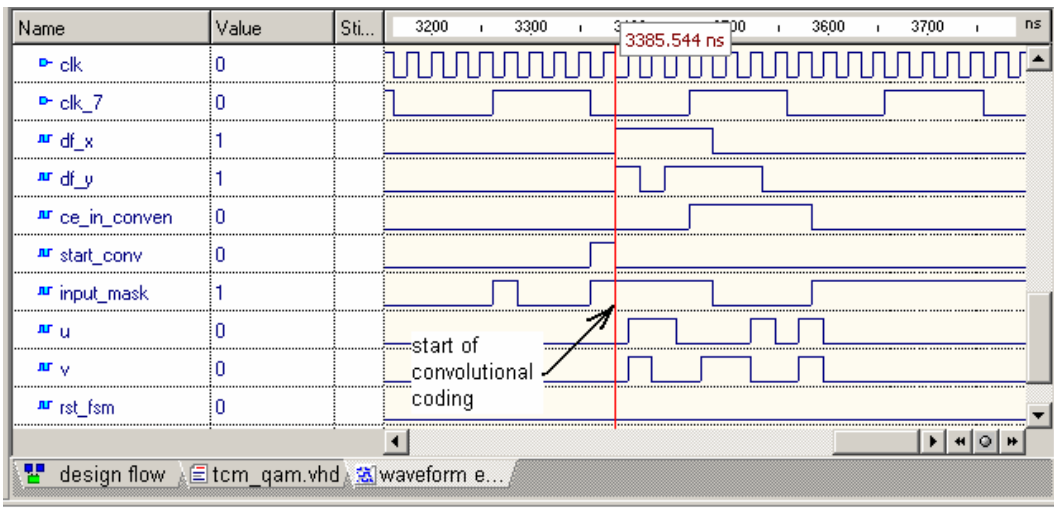 Name Value Sti... 3200 3300 3385.544 ns 3600 3700 ns
clk 0
clk_7 0
df_x 1
df_y 1
ce_in_conven 0
start_conv 0
input_mask 1
u 0
v 0
rst_fsm 0
start of
convolutional
coding
design flow tcm_qam.vhd waveform e...